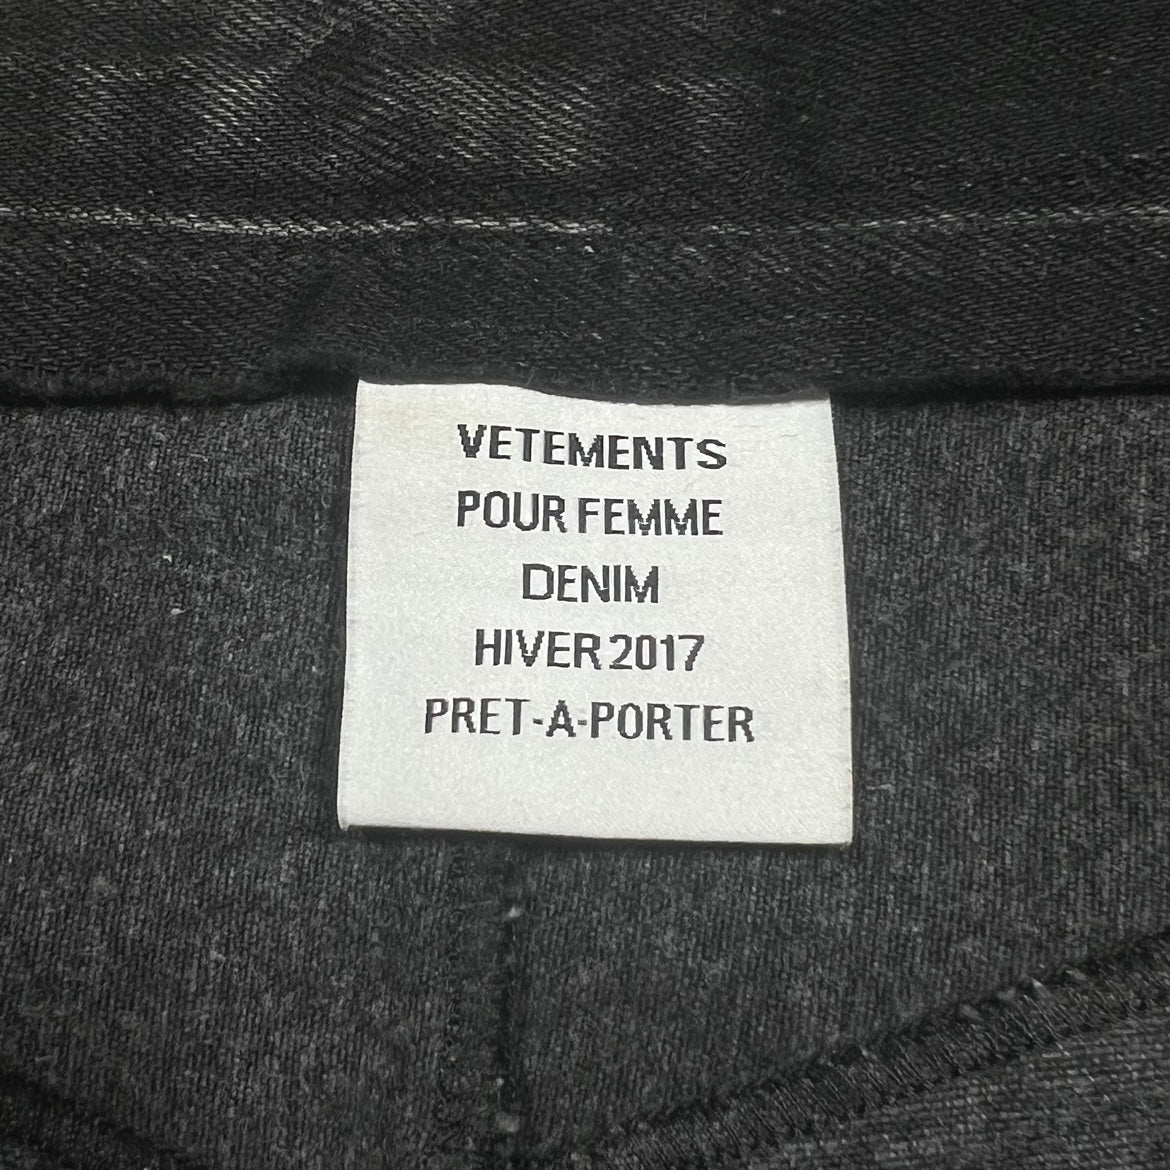 VETEMENTS
POUR FEMME
DENIM
HIVER 2017
PRET-A-PORTER